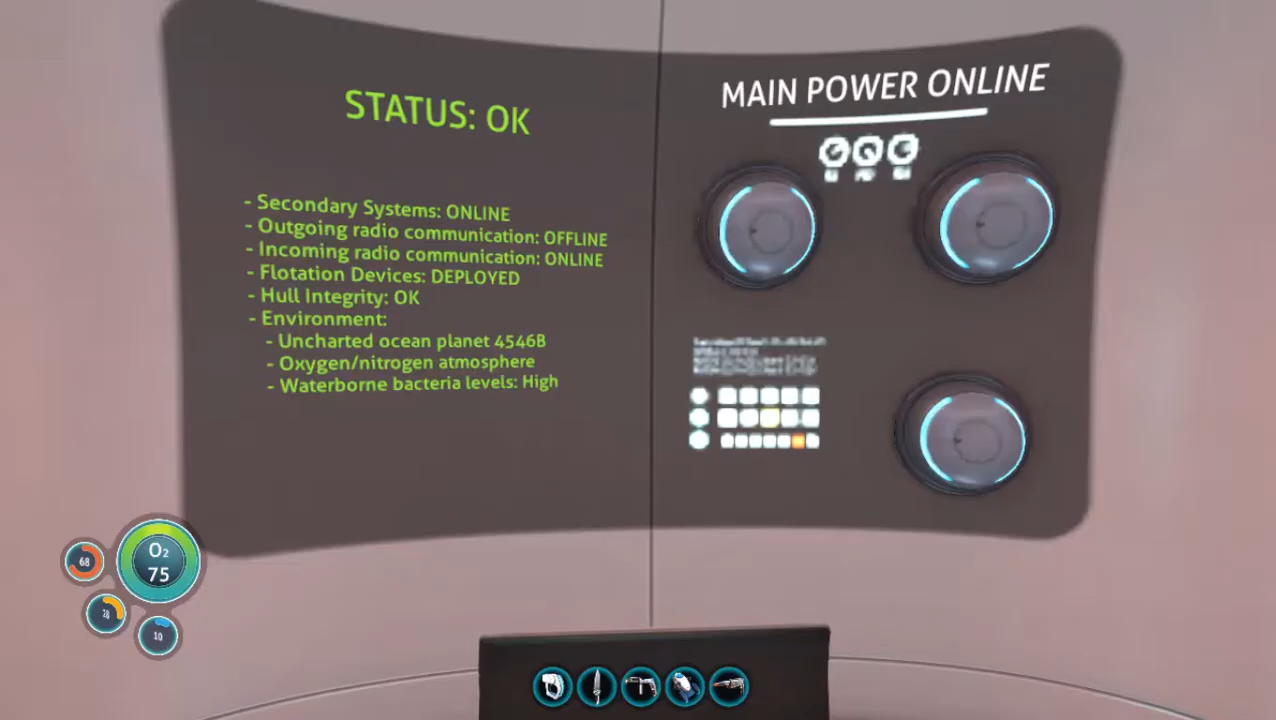 STATUS: OK
- Secondary Systems: ONLINE
- Outgoing radio communication: OFFLINE
- Incoming radio communication: ONLINE
- Flotation Devices: DEPLOYED
- Hull Integrity: OK
- Environment:
- Uncharted ocean planet 4546B
- Oxygen/nitrogen atmosphere
- Waterborne bacteria levels: High
MAIN POWER ONLINE
68
O₂
75
28
10